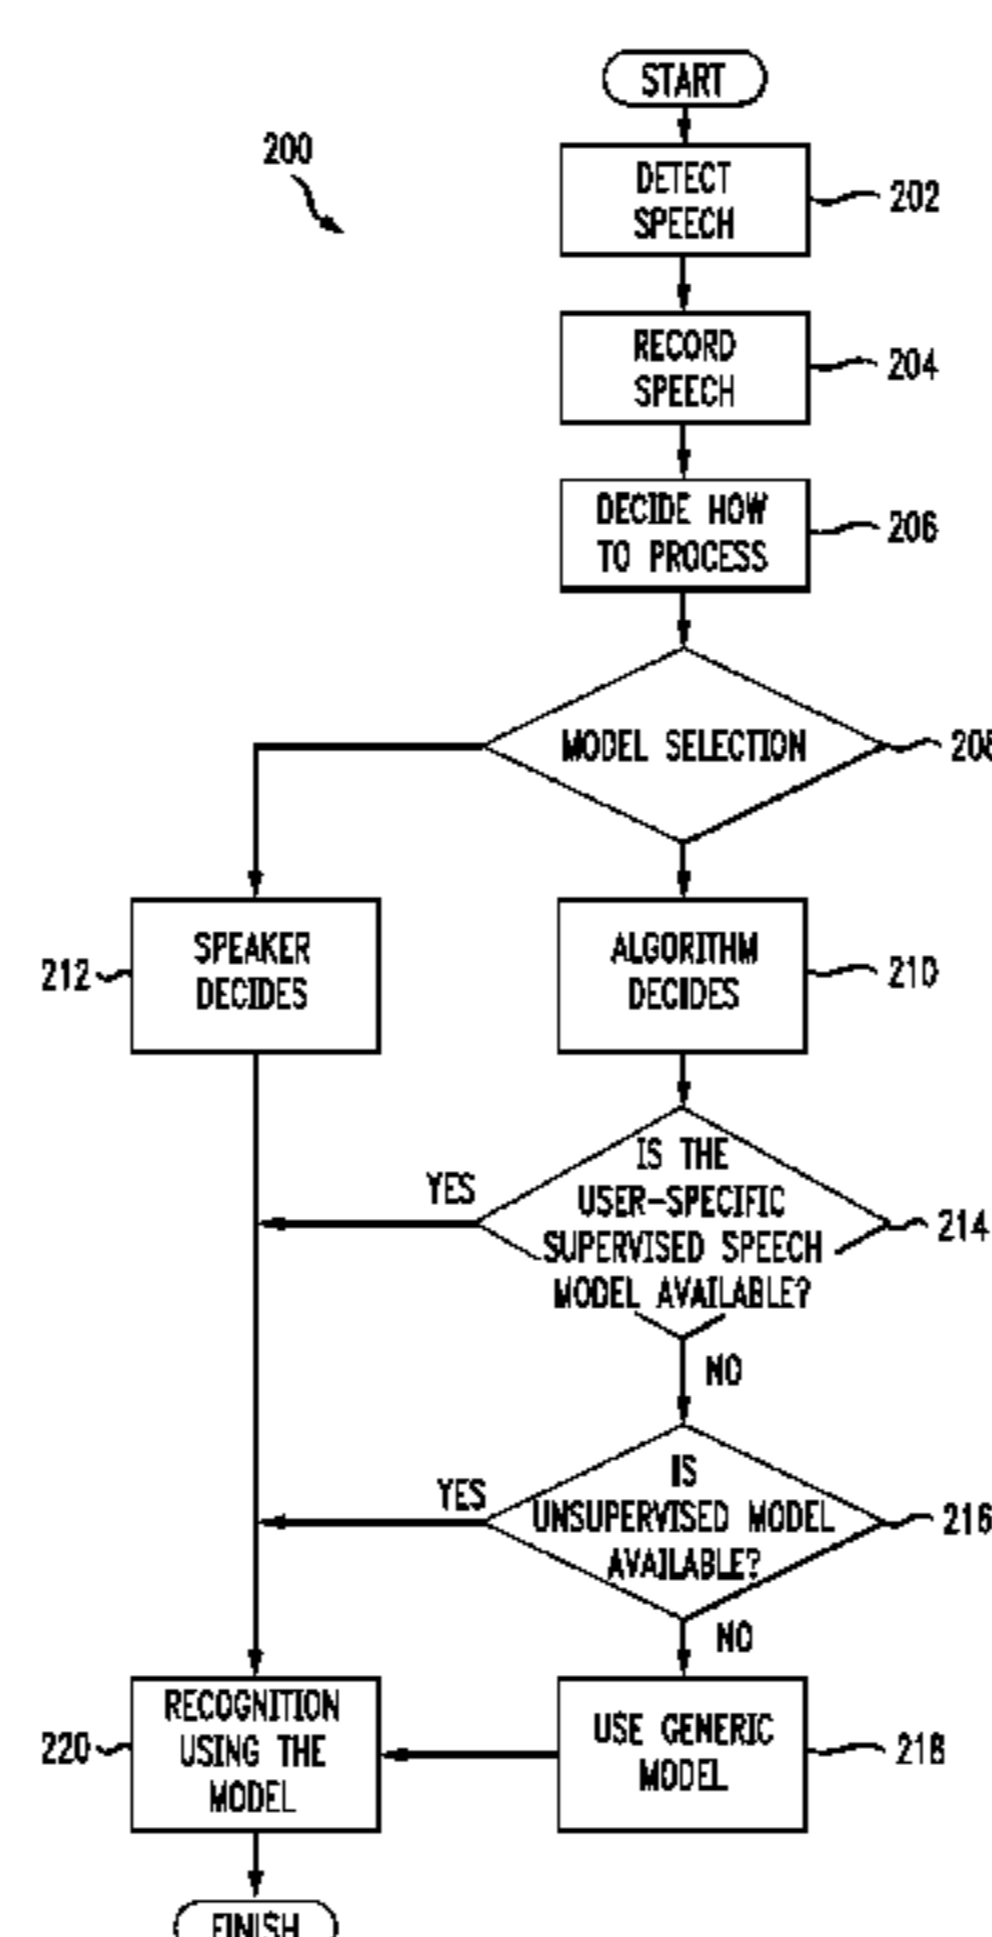 START
200
DETECT
SPEECH
202
RECORD
SPEECH
204
DECIDE HOW
TO PROCESS
206
MODEL SELECTION
208
SPEAKER
DECIDES
212
ALGORITHM
DECIDES
210
IS THE
USER-SPECIFIC
SUPERVISED SPEECH
MODEL AVAILABLE?
214
YES
NO
IS
UNSUPERVISED MODEL
AVAILABLE?
216
YES
NO
RECOGNITION
USING THE
MODEL
220
USE GENERIC
MODEL
218
FINISH